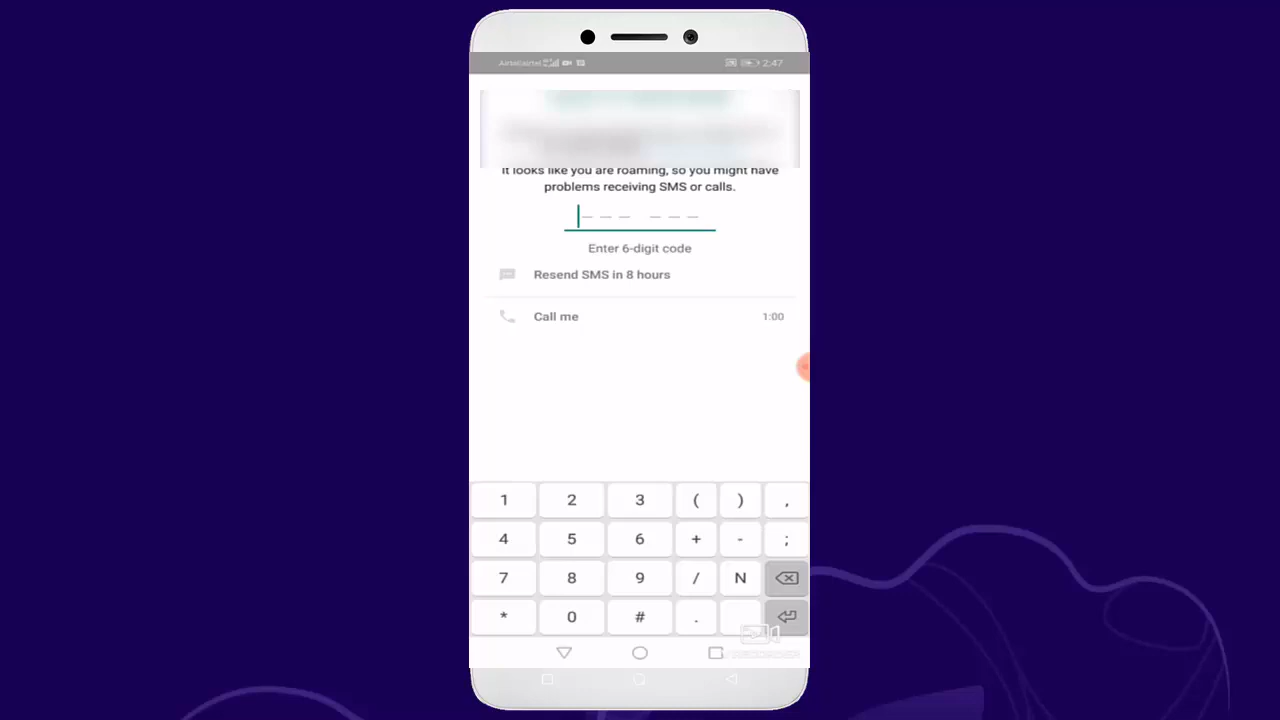 Airtel|airtel
2:47
It looks like you are roaming, so you might have
problems receiving SMS or calls.
Enter 6-digit code
Resend SMS in 8 hours
Call me 1:00
1 2 3 ( ) ,
4 5 6 + - ;
7 8 9 / N
* 0 # .